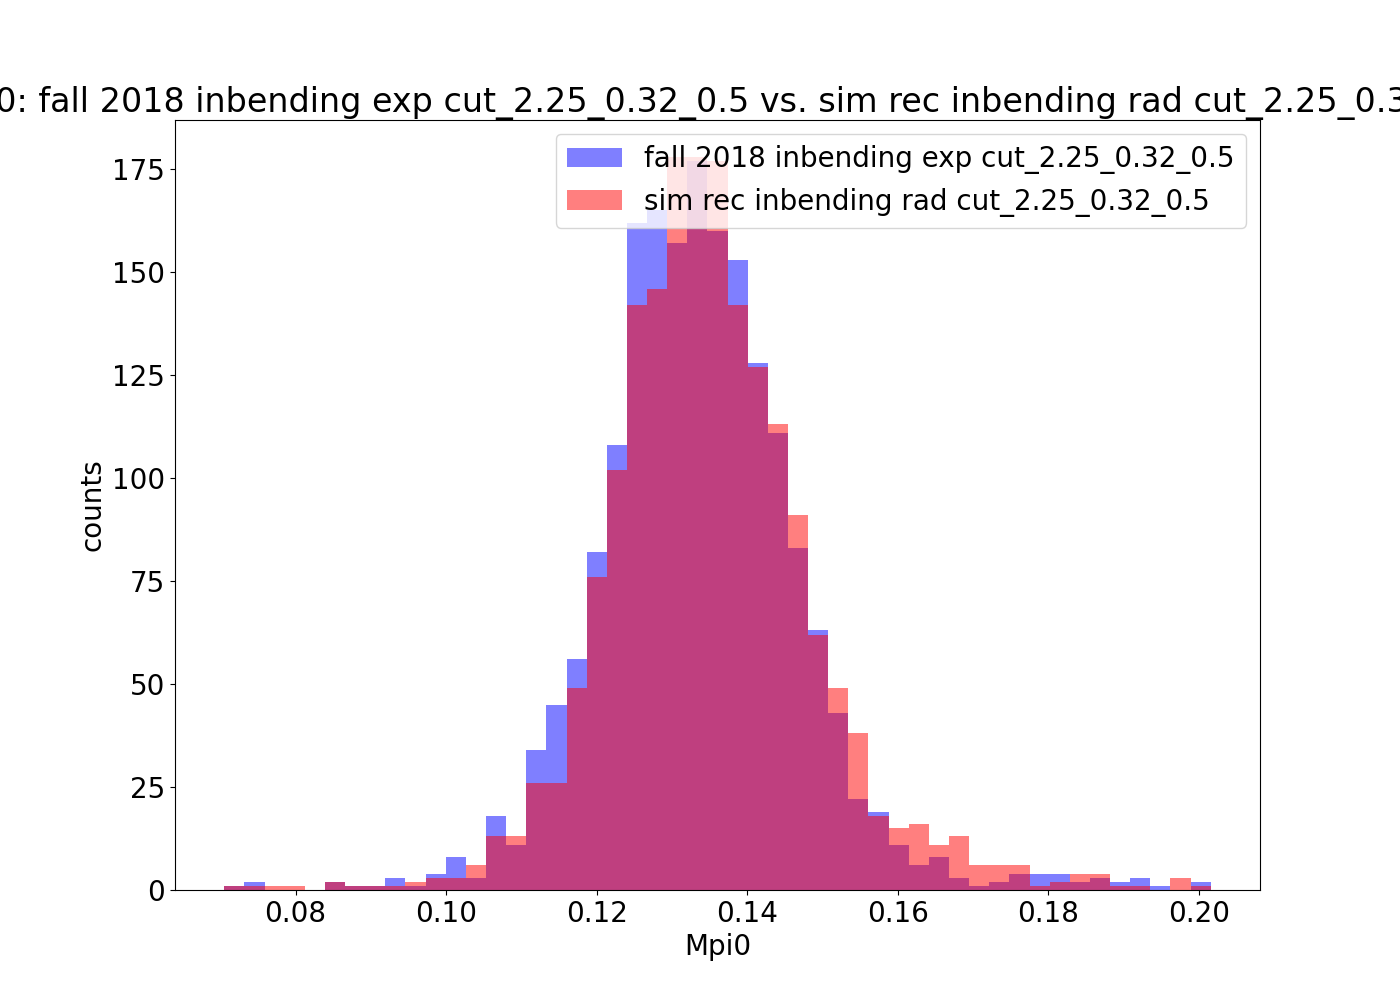 0: fall 2018 inbending exp cut_2.25_0.32_0.5 vs. sim rec inbending rad cut_2.25_0.3
fall 2018 inbending exp cut_2.25_0.32_0.5
sim rec inbending rad cut_2.25_0.32_0.5
175
150
125
100
75
50
25
0
counts
0.08 0.10 0.12 0.14 0.16 0.18 0.20
Mpi0